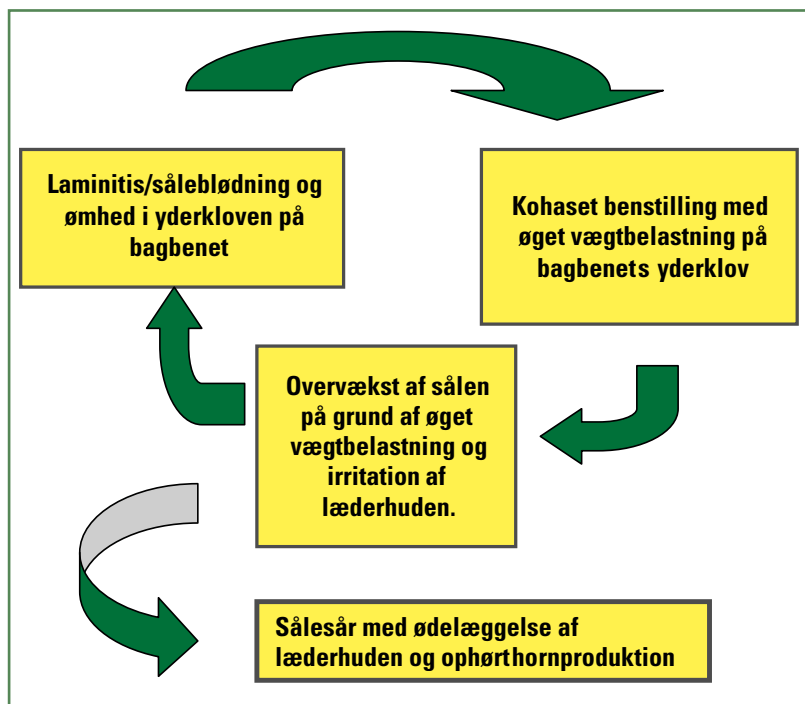 Laminitis/såleblødning og
ømhed i yderkloven på
bagbenet
Kohaset benstilling med
øget vægtbelastning på
bagbenets yderklov
Overvækst af sålen
på grund af øget
vægtbelastning og
irritation af
læderhuden.
Sålesår med ødelæggelse af
læderhuden og ophørthornproduktion